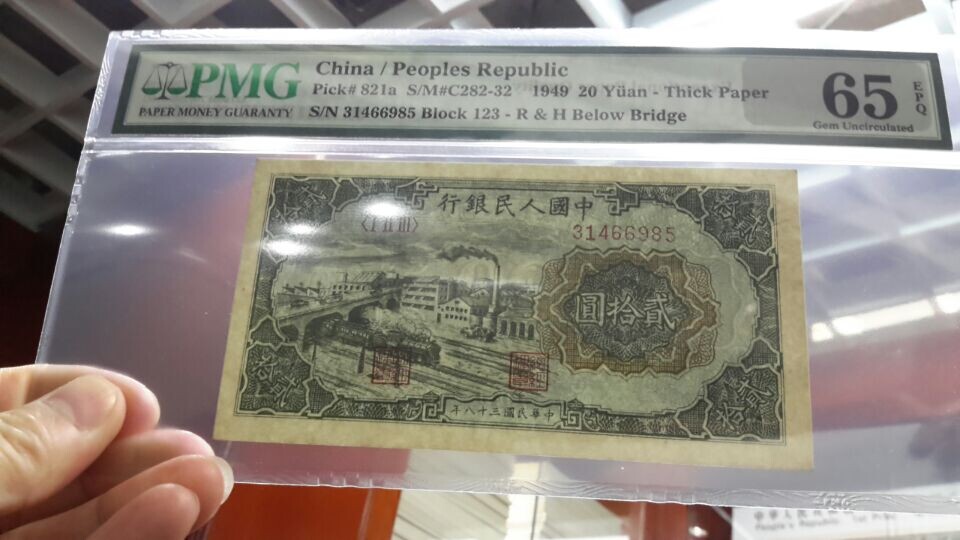 PMG
PAPER MONEY GUARANTY
China / Peoples Republic
Pick# 821a S/M#C282-32 1949 20 Yüan - Thick Paper
S/N 31466985 Block 123 - R & H Below Bridge
65
EPQ
Gem Uncirculated
行銀民人國中
〈I II III〉
31466985
圓拾貳
年八十三國民華中
People's Republic